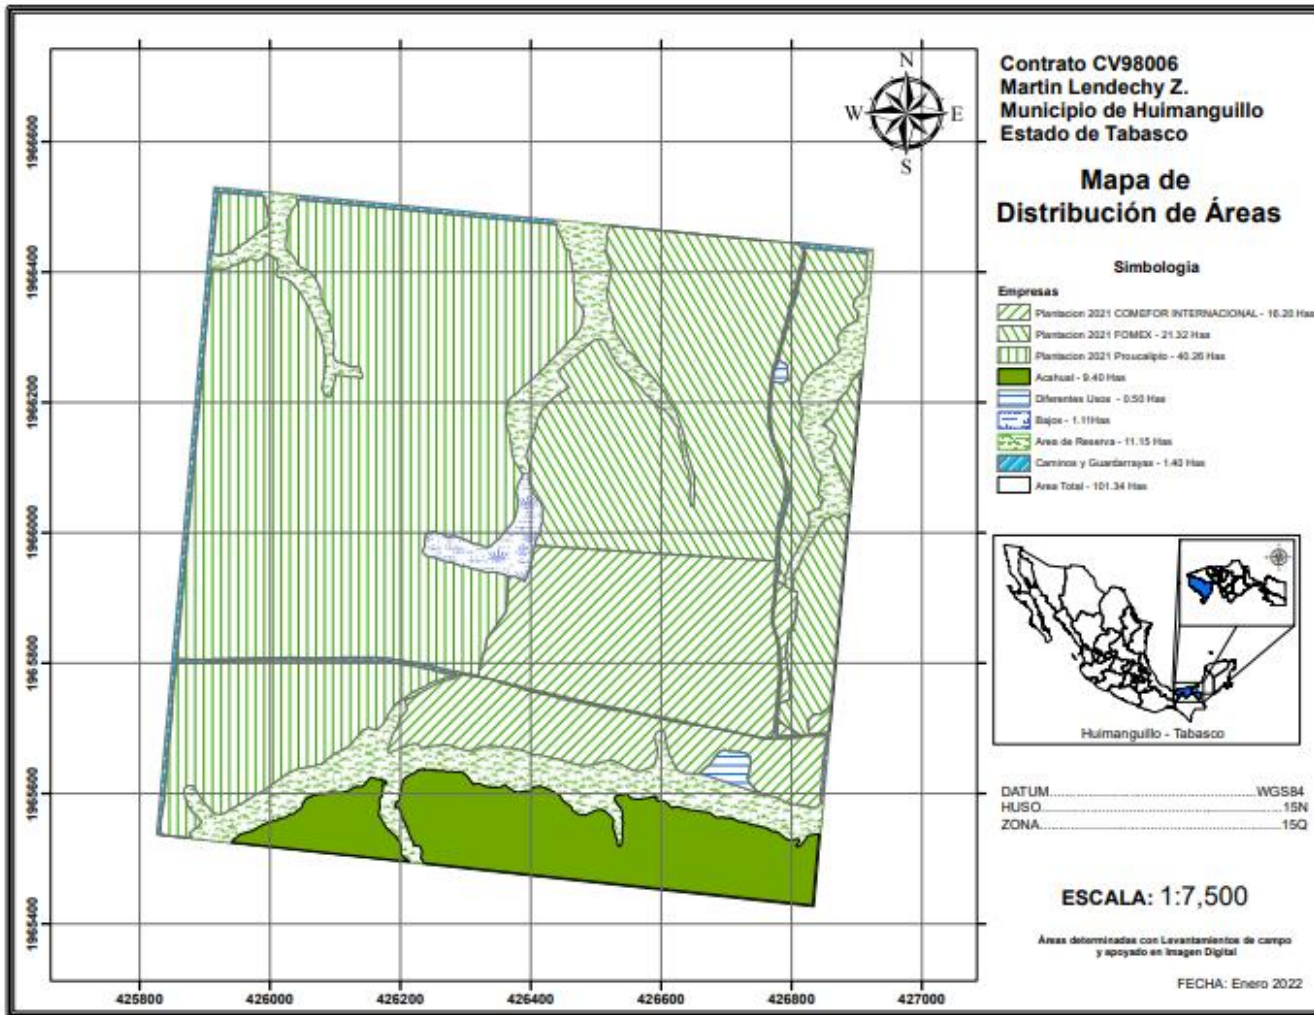 Contrato CV98006
Martin Lendechy Z.
Municipio de Huimanguillo
Estado de Tabasco
Mapa de
Distribución de Áreas
Simbologia
Empresas
Plantacion 2021 COMEFOR INTERNACIONAL - 16.20 Has
Plantacion 2021 FOMEX - 21.32 Has
Plantacion 2021 Proucalipto - 40.26 Has
Acahual - 9.40 Has
Diferentes Usos - 0.50 Has
Bajos - 1.11Has
Area de Reserva - 11.15 Has
Caminos y Guardarrayas - 1.40 Has
Area Total - 101.34 Has
N
W E
S
1966600
1966400
1966200
1966000
1965800
1965600
1965400
425800 426000 426200 426400 426600 426800 427000
Huimanguillo - Tabasco
DATUM WGS84
HUSO 15N
ZONA 15Q
ESCALA: 1:7,500
Áreas determinadas con Levantamientos de campo
y apoyado en Imagen Digital
FECHA: Enero 2022